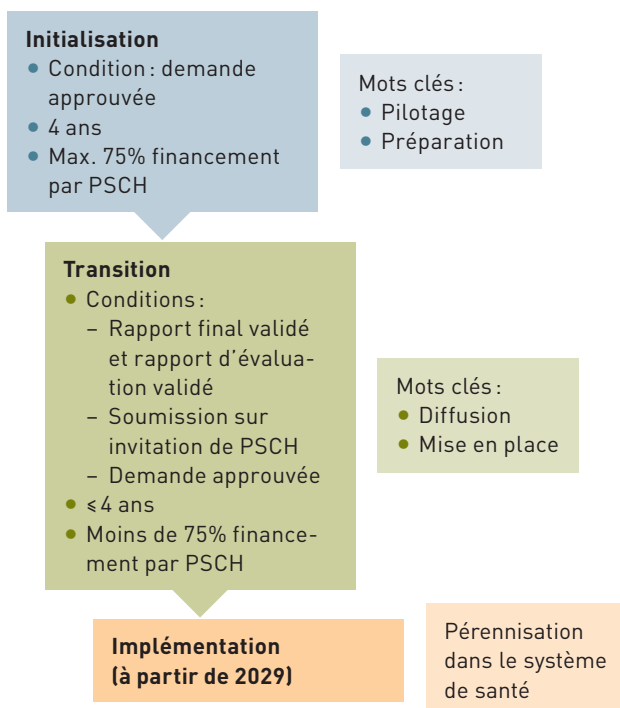 Initialisation
• Condition : demande
approuvée
• 4 ans
• Max. 75% financement
par PSCH
Mots clés :
• Pilotage
• Préparation
Transition
• Conditions :
– Rapport final validé
et rapport d’évalua-
tion validé
– Soumission sur
invitation de PSCH
– Demande approuvée
• ≤ 4 ans
• Moins de 75% finance-
ment par PSCH
Mots clés :
• Diffusion
• Mise en place
Implémentation
(à partir de 2029)
Pérennisation
dans le système
de santé